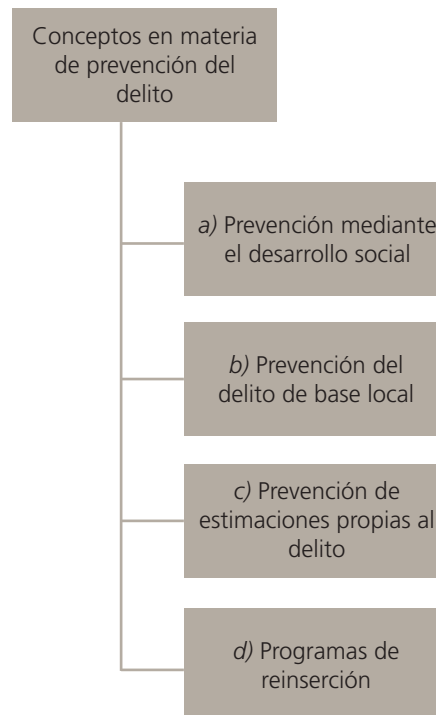 Conceptos en materia
de prevención del
delito
a) Prevención mediante
el desarrollo social
b) Prevención del
delito de base local
c) Prevención de
estimaciones propias al
delito
d) Programas de
reinserción